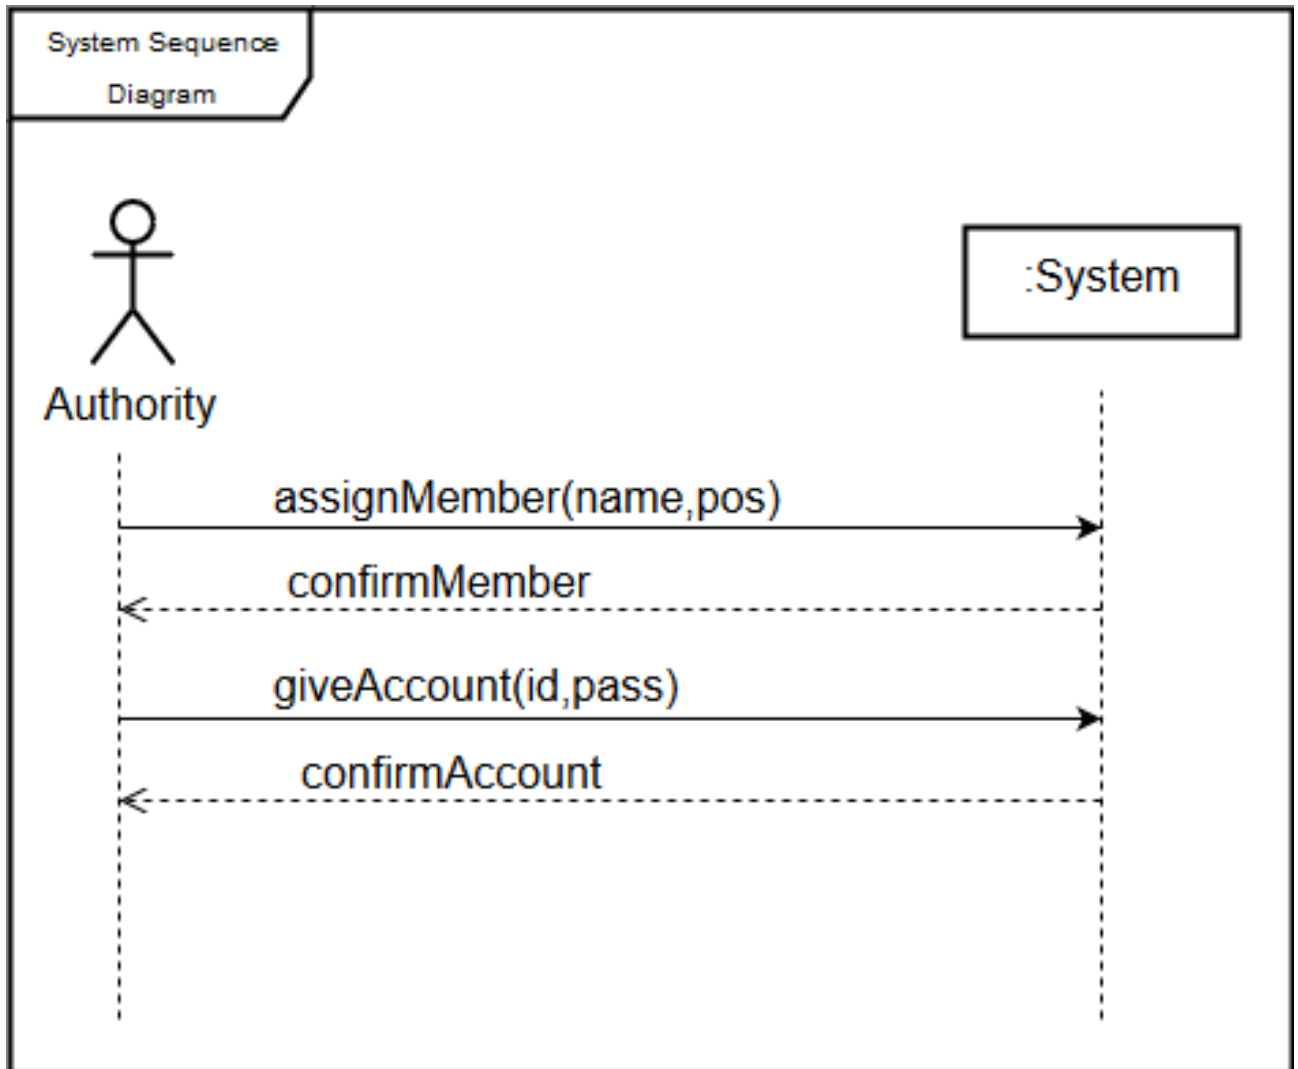 System Sequence
Diagram
:System
Authority
assignMember(name,pos)
confirmMember
giveAccount(id,pass)
confirmAccount